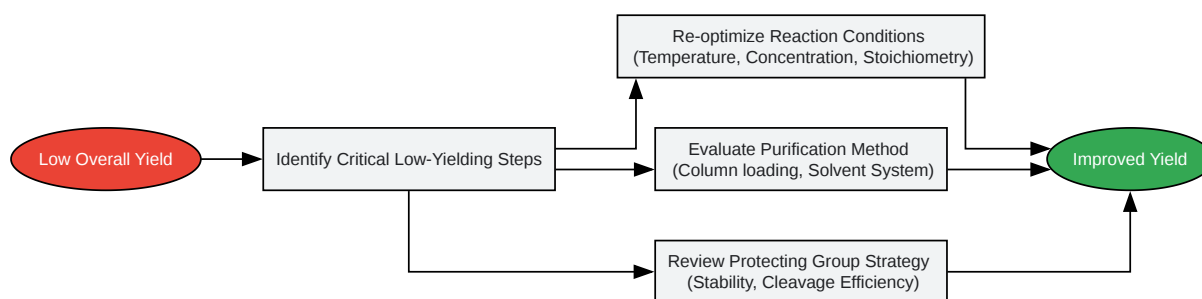 Low Overall Yield
Identify Critical Low-Yielding Steps
Re-optimize Reaction Conditions
(Temperature, Concentration, Stoichiometry)
Evaluate Purification Method
(Column loading, Solvent System)
Review Protecting Group Strategy
(Stability, Cleavage Efficiency)
Improved Yield